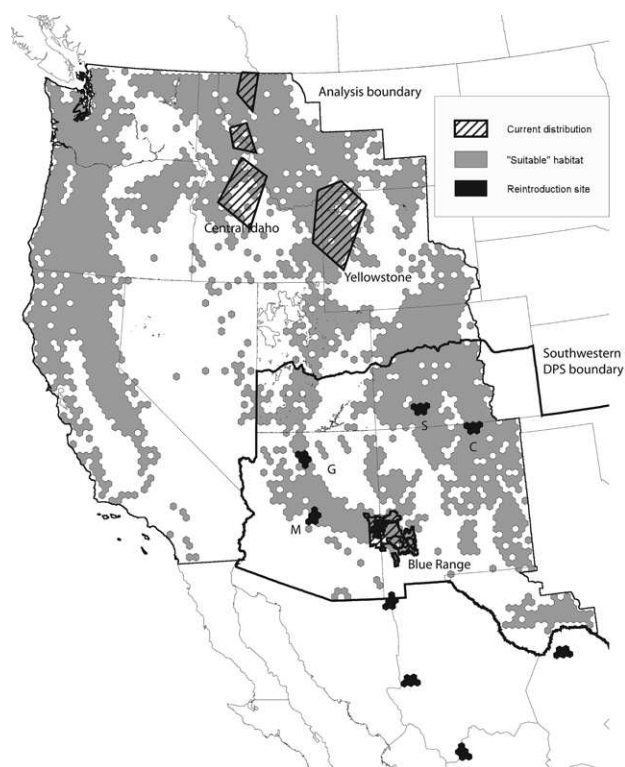 Analysis boundary
Current distribution
"Suitable" habitat
Reintroduction site
Central Idaho
Yellowstone
Southwestern
DPS boundary
S
C
G
M
Blue Range